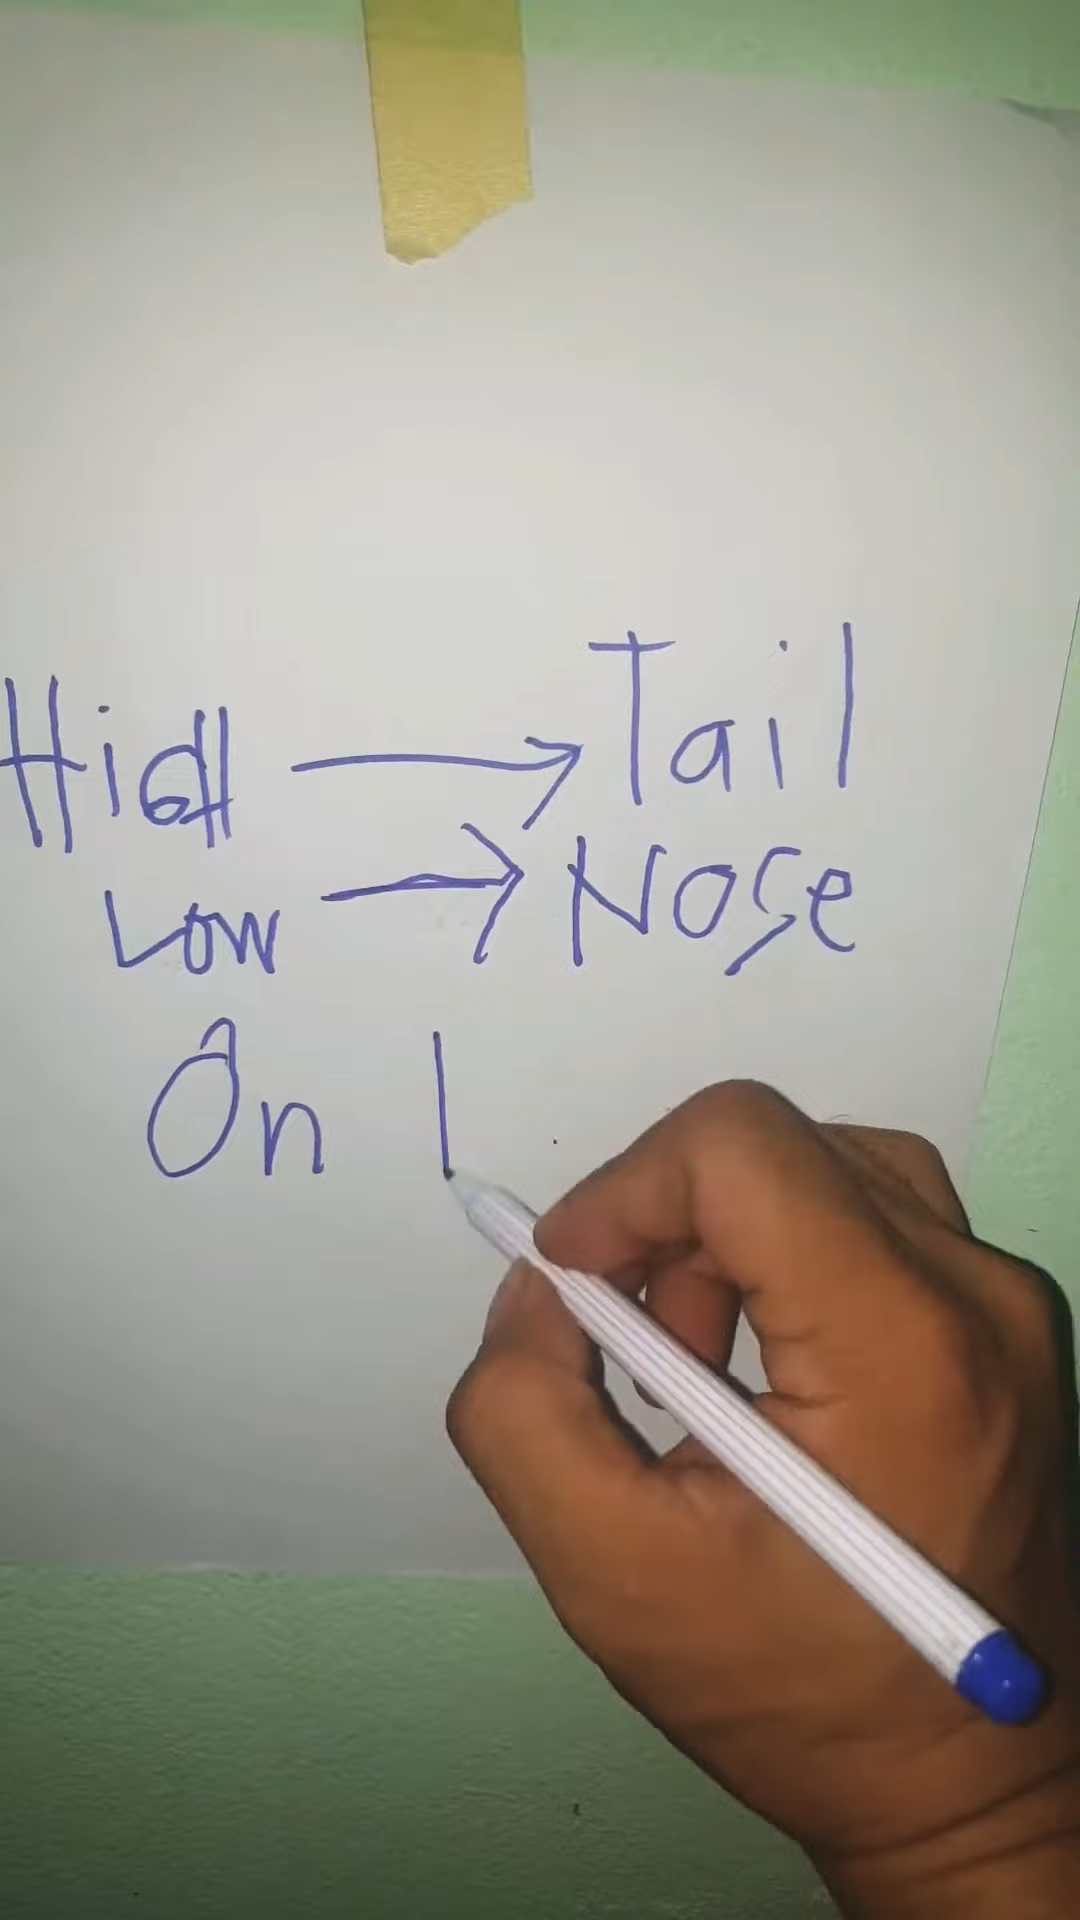 High → Tail
Low → Nose
On